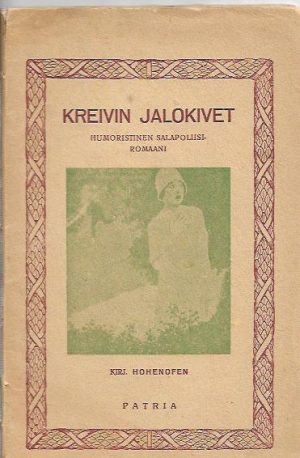 KREIVIN JALOKIVET
HUMORISTINEN SALAPOLIISI-
ROMAANI
KIRJ. HOHENOFEN
PATRIA